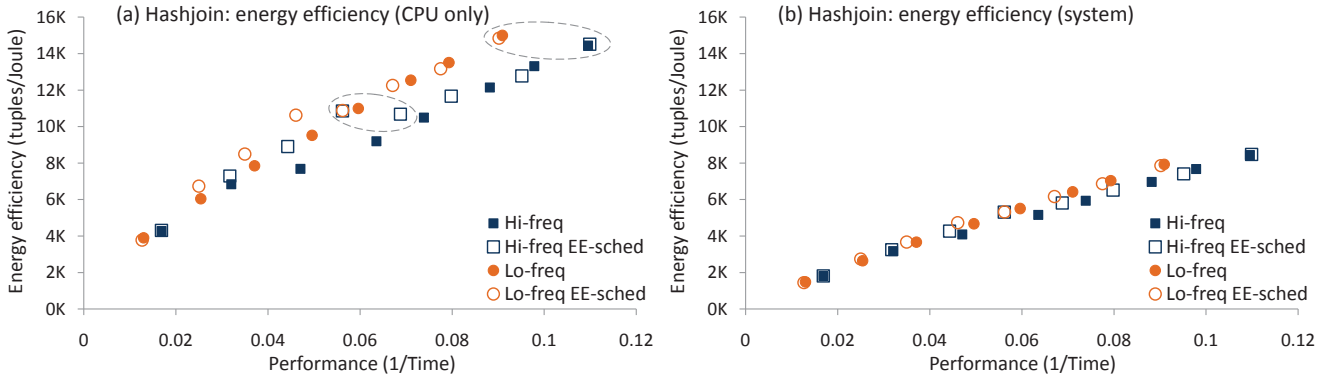 (a) Hashjoin: energy efficiency (CPU only)
Energy efficiency (tuples/Joule)
16K
14K
12K
10K
8K
6K
4K
2K
0K
Hi-freq
Hi-freq EE-sched
Lo-freq
Lo-freq EE-sched
0 0.02 0.04 0.06 0.08 0.1 0.12
Performance (1/Time)
(b) Hashjoin: energy efficiency (system)
Energy efficiency (tuples/Joule)
16K
14K
12K
10K
8K
6K
4K
2K
0K
Hi-freq
Hi-freq EE-sched
Lo-freq
Lo-freq EE-sched
0 0.02 0.04 0.06 0.08 0.1 0.12
Performance (1/Time)